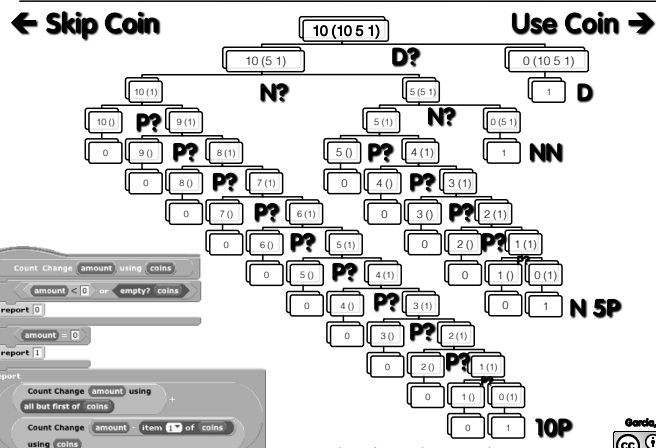 ← Skip Coin
Use Coin →
10 (10 5 1)
10 (5 1)
D?
0 (10 5 1)
10 (1)
N?
5 (5 1)
1
D
10 ()
P?
9 (1)
5 (1)
N?
0 (5 1)
0
9 ()
P?
8 (1)
5 ()
P?
4 (1)
1
NN
0
8 ()
P?
7 (1)
0
4 ()
P?
3 (1)
0
7 ()
P?
6 (1)
0
3 ()
P?
2 (1)
0
6 ()
P?
5 (1)
0
2 ()
P?
1 (1)
P?
0
5 ()
P?
4 (1)
0
1 ()
0 (1)
0
4 ()
P?
3 (1)
0
1
N 5P
0
3 ()
P?
2 (1)
0
2 ()
P?
1 (1)
P?
0
1 ()
0 (1)
0
1
10P
Count Change amount using coins
amount < 0 or empty? coins
report 0
amount = 0
report 1
port
Count Change amount using
all but first of coins
+
Count Change amount - item 1 of coins
using coins
Garcia,
cc